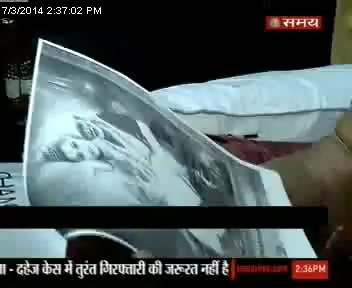 7/3/2014 2:37:02 PM
समय
ा - दहेज केस में तुरंत गिरफ्तारी की जरूरत नहीं है
2:36PM